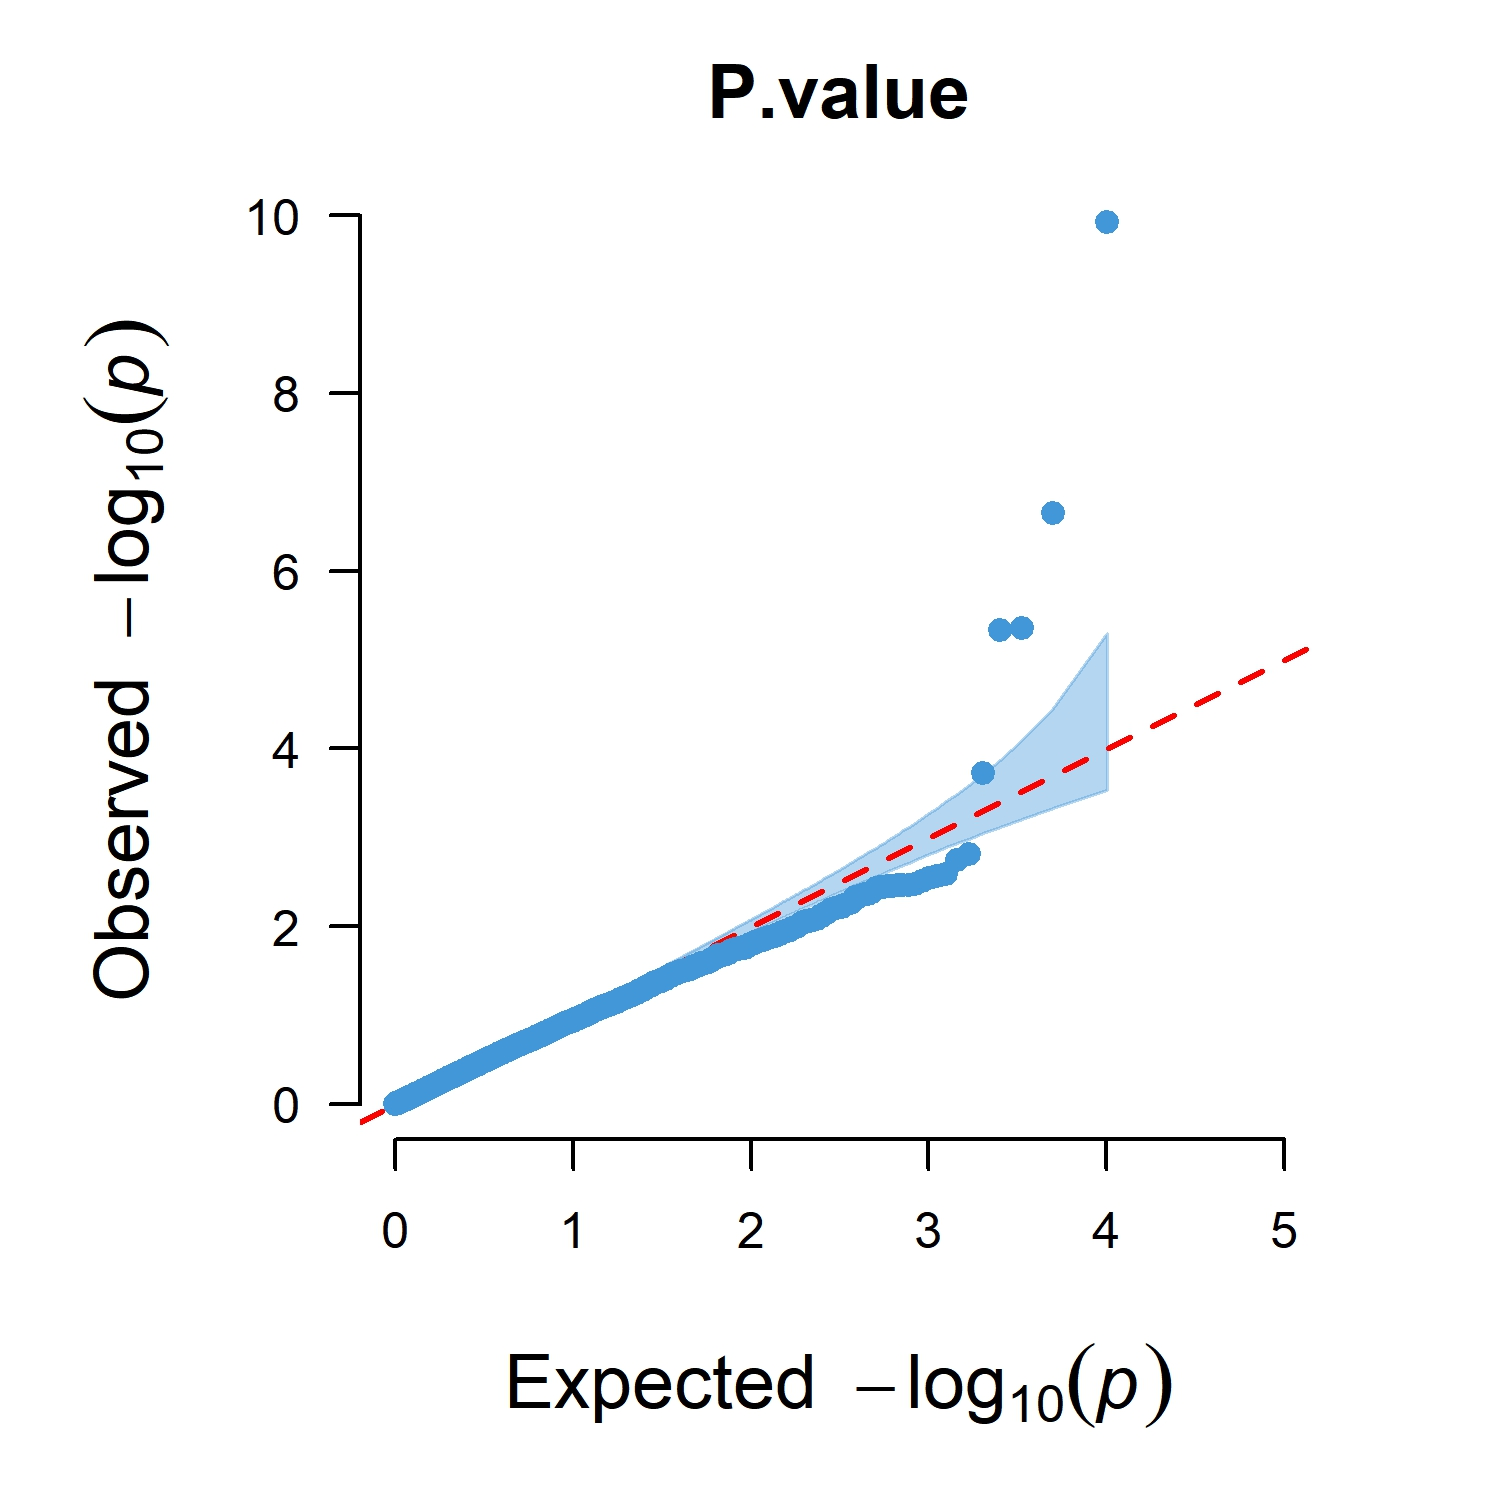 P.value
10
8
6
4
2
0
Observed −log10(p)
0 1 2 3 4 5
Expected −log10(p)